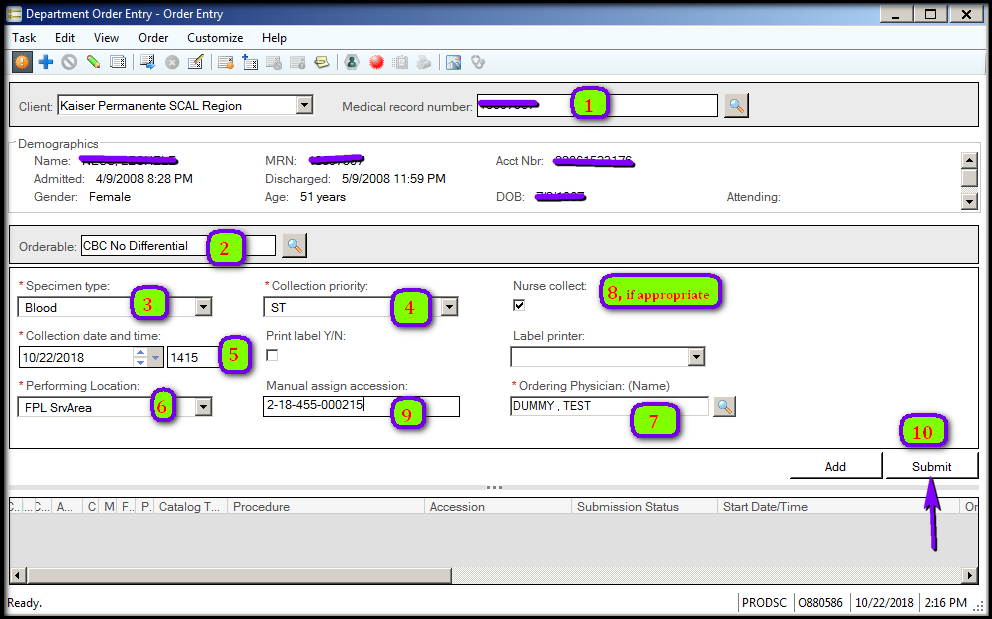 Department Order Entry - Order Entry
Task Edit View Order Customize Help
Client: Kaiser Permanente SCAL Region Medical record number: 1
Demographics
Name: MRN: Acct Nbr:
Admitted: 4/9/2008 8:28 PM Discharged: 5/9/2008 11:59 PM
Gender: Female Age: 51 years DOB: Attending:
Orderable: CBC No Differential 2
* Specimen type: * Collection priority: Nurse collect: 8, if appropriate
Blood 3 ST 4
* Collection date and time: Print label Y/N: Label printer:
10/22/2018 1415 5
* Performing Location: Manual assign accession: * Ordering Physician: (Name)
FPL SrvArea 6 2-18-455-000215 9 DUMMY , TEST 7
10
Add Submit
C... ... C... A... C M F... P. Catalog T... Procedure Accession Submission Status Start Date/Time Or
Ready. PRODSC O880586 10/22/2018 2:16 PM